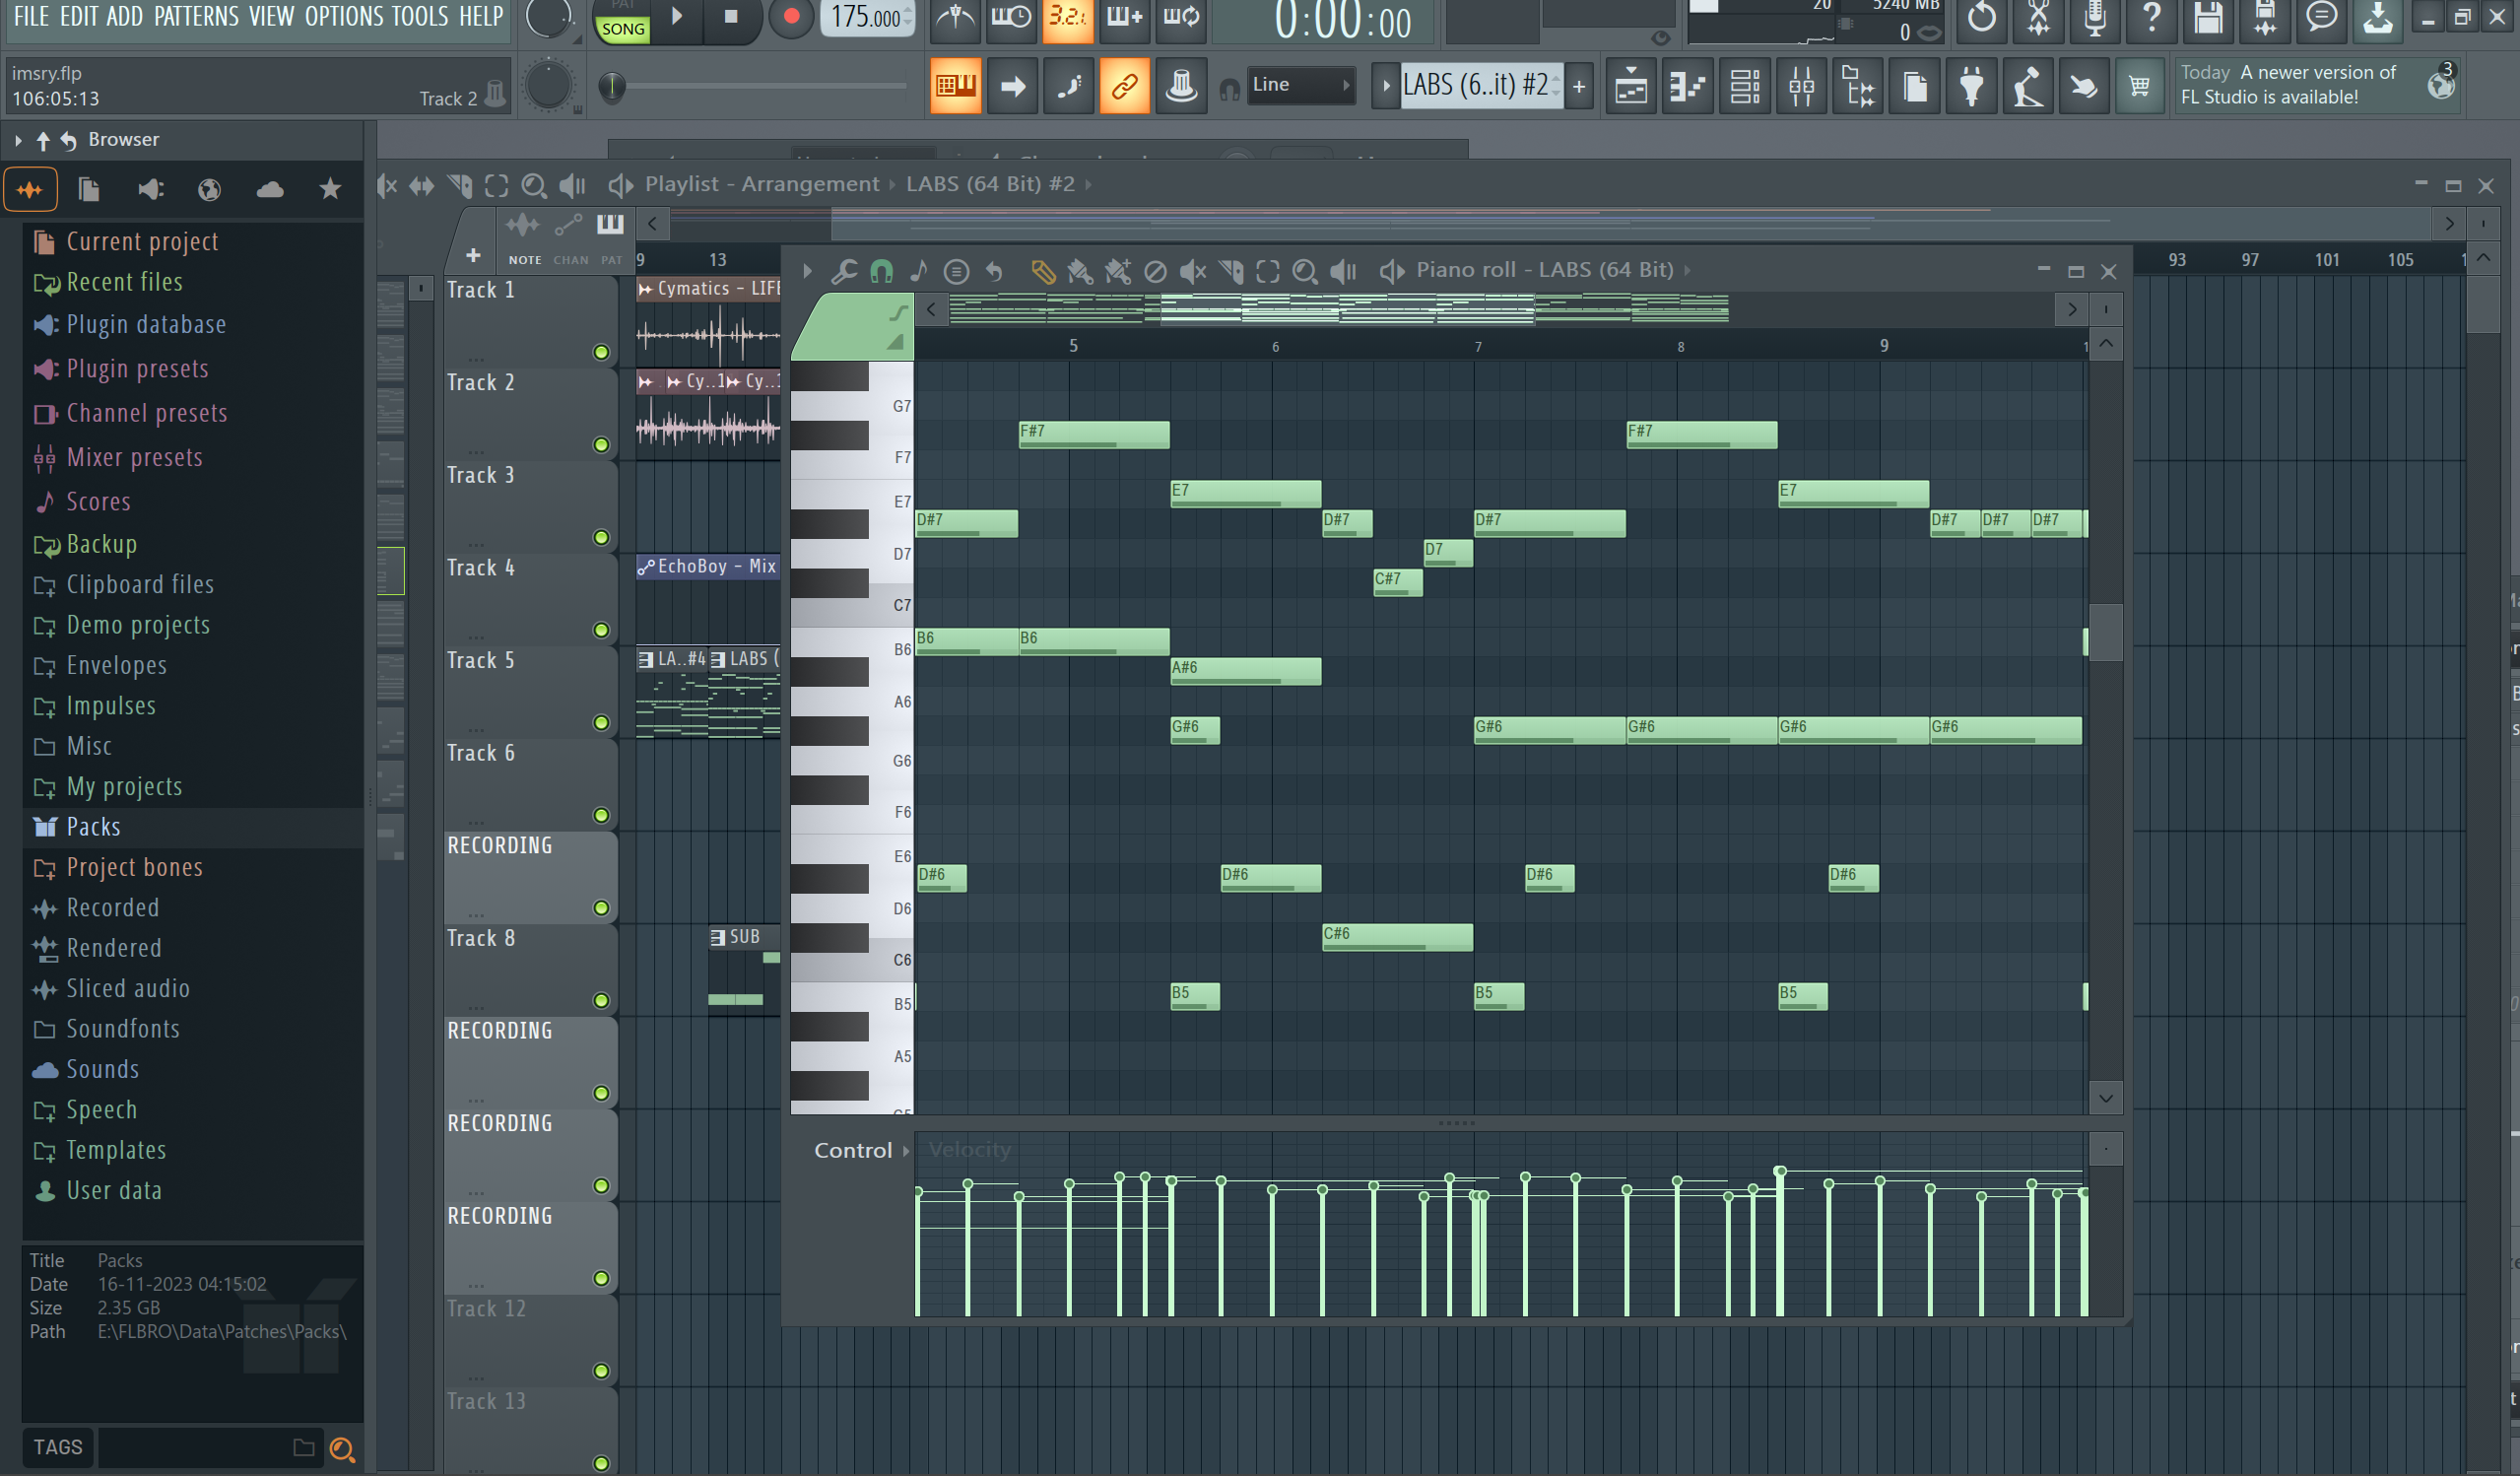 FILE EDIT ADD PATTERNS VIEW OPTIONS TOOLS HELP
PAT
SONG
175.000
3.2.1.
0:00:00
20
5240 MB
0
imsry.flp
106:05:13
Track 2
Line
LABS (6..it) #2
Today A newer version of
FL Studio is available!
3
Browser
Playlist - Arrangement LABS (64 Bit) #2
NOTE CHAN PAT
9 13
93 97 101 105
Current project
Recent files
Plugin database
Plugin presets
Channel presets
Mixer presets
Scores
Backup
Clipboard files
Demo projects
Envelopes
Impulses
Misc
My projects
Packs
Project bones
Recorded
Rendered
Sliced audio
Soundfonts
Sounds
Speech
Templates
User data
Title Packs
Date 16-11-2023 04:15:02
Size 2.35 GB
Path E:\FLBRO\Data\Patches\Packs\
TAGS
Track 1
Cymatics - LIFE
Track 2
Cy..1 Cy..
Track 3
Track 4
EchoBoy - Mix
Track 5
LA..#4 LABS (
Track 6
RECORDING
Track 8
SUB
RECORDING
RECORDING
RECORDING
Track 12
Track 13
Piano roll - LABS (64 Bit)
5 6 7 8 9
G7
F#7 F#7
F7
E7 E7 E7
D#7 D#7 D#7 D#7 D#7 D#7
D7 D7
C#7
C7
B6 B6 B6
A#6
A6
G#6 G#6 G#6 G#6 G#6
G6
F6
E6
D#6 D#6 D#6 D#6
D6
C#6
C6
B5 B5 B5 B5
A5
G5
Control Velocity